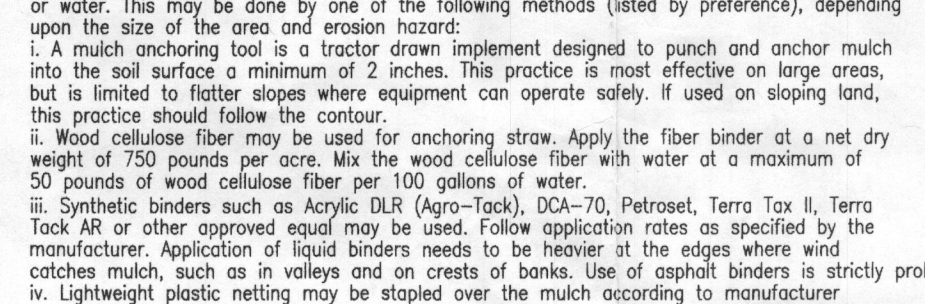 or water. This may be done by one of the following methods (listed by preference), depending
upon the size of the area and erosion hazard:
i. A mulch anchoring tool is a tractor drawn implement designed to punch and anchor mulch
into the soil surface a minimum of 2 inches. This practice is most effective on large areas,
but is limited to flatter slopes where equipment can operate safely. If used on sloping land,
this practice should follow the contour.
ii. Wood cellulose fiber may be used for anchoring straw. Apply the fiber binder at a net dry
weight of 750 pounds per acre. Mix the wood cellulose fiber with water at a maximum of
50 pounds of wood cellulose fiber per 100 gallons of water.
iii. Synthetic binders such as Acrylic DLR (Agro-Tack), DCA-70, Petroset, Terra Tax II, Terra
Tack AR or other approved equal may be used. Follow application rates as specified by the
manufacturer. Application of liquid binders needs to be heavier at the edges where wind
catches mulch, such as in valleys and on crests of banks. Use of asphalt binders is strictly
iv. Lightweight plastic netting may be stapled over the mulch according to manufacturer